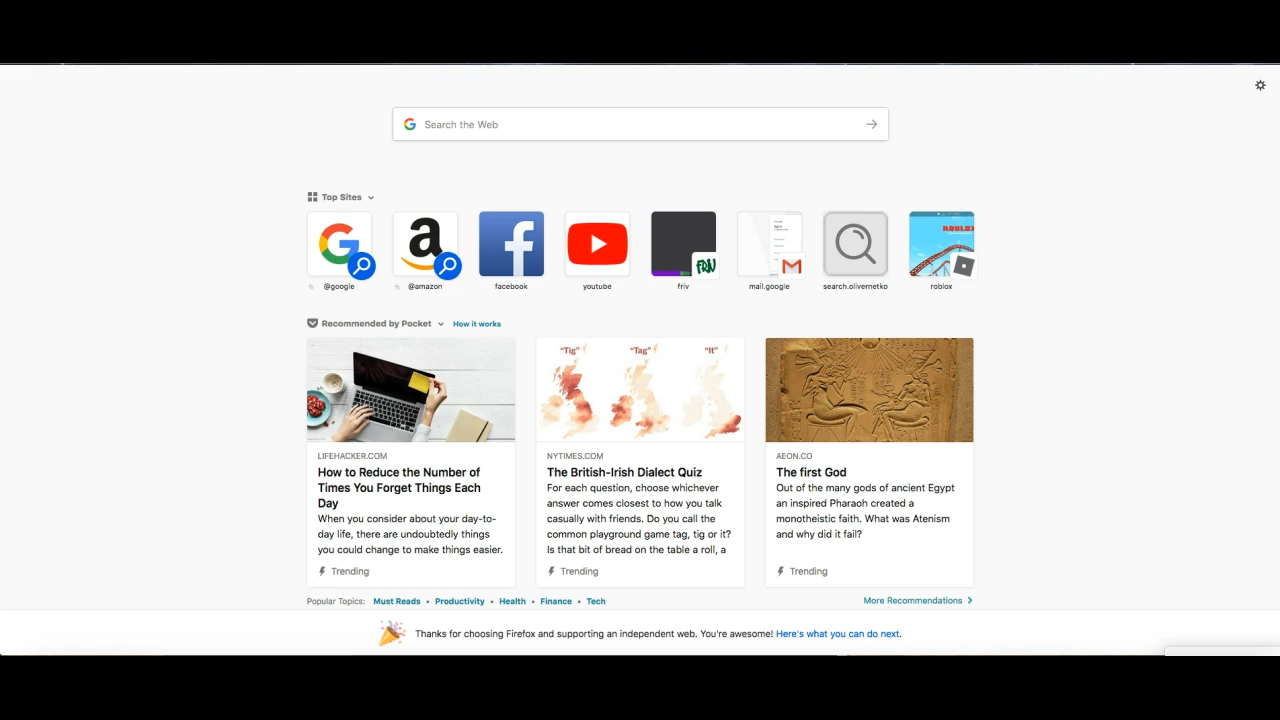 Search the Web
Top Sites
a
f
FRIV
ROBLOX
@google
@amazon
facebook
youtube
friv
mail.google
search.olivernetko
roblox
Recommended by Pocket
How it works
"Tig" "Tag" "It"
LIFEHACKER.COM
How to Reduce the Number of
Times You Forget Things Each
Day
When you consider about your day-to-
day life, there are undoubtedly things
you could change to make things easier.
Trending
NYTIMES.COM
The British-Irish Dialect Quiz
For each question, choose whichever
answer comes closest to how you talk
casually with friends. Do you call the
common playground game tag, tig or it?
Is that bit of bread on the table a roll, a
Trending
AEON.CO
The first God
Out of the many gods of ancient Egypt
an inspired Pharaoh created a
monotheistic faith. What was Atenism
and why did it fail?
Trending
Popular Topics: Must Reads • Productivity • Health • Finance • Tech
More Recommendations
Thanks for choosing Firefox and supporting an independent web. You're awesome! Here's what you can do next.